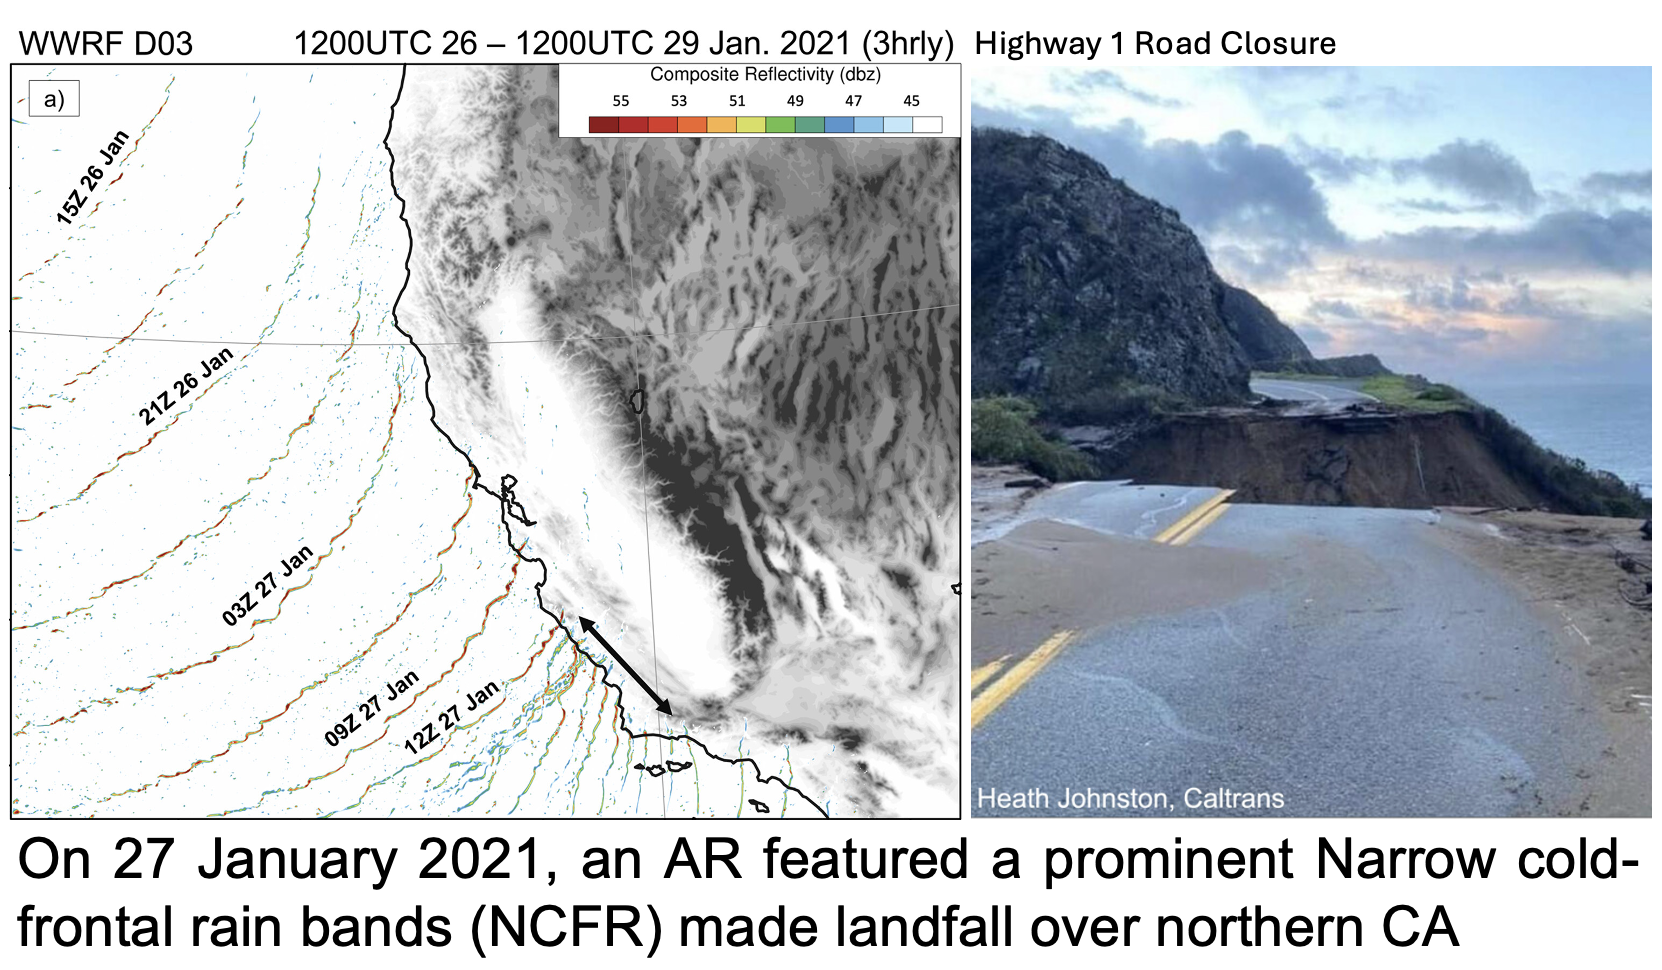 WWRF D03
1200UTC 26 – 1200UTC 29 Jan. 2021 (3hrly)
Highway 1 Road Closure
a)
Composite Reflectivity (dbz)
55 53 51 49 47 45
15Z 26 Jan
21Z 26 Jan
03Z 27 Jan
09Z 27 Jan
12Z 27 Jan
Heath Johnston, Caltrans
On 27 January 2021, an AR featured a prominent Narrow cold-
frontal rain bands (NCFR) made landfall over northern CA